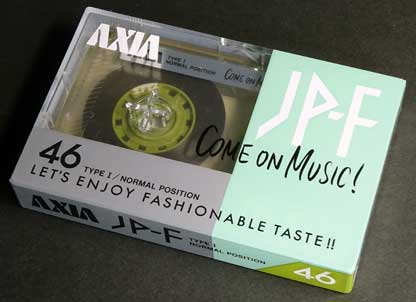 AXIA
TYPE I
NORMAL POSITION
COME ON M
JP-F
COME ON MUSIC!
46 TYPE I / NORMAL POSITION
LET'S ENJOY FASHIONABLE TASTE!!
AXIA JP-F TYPE I
NORMAL POSITION
46